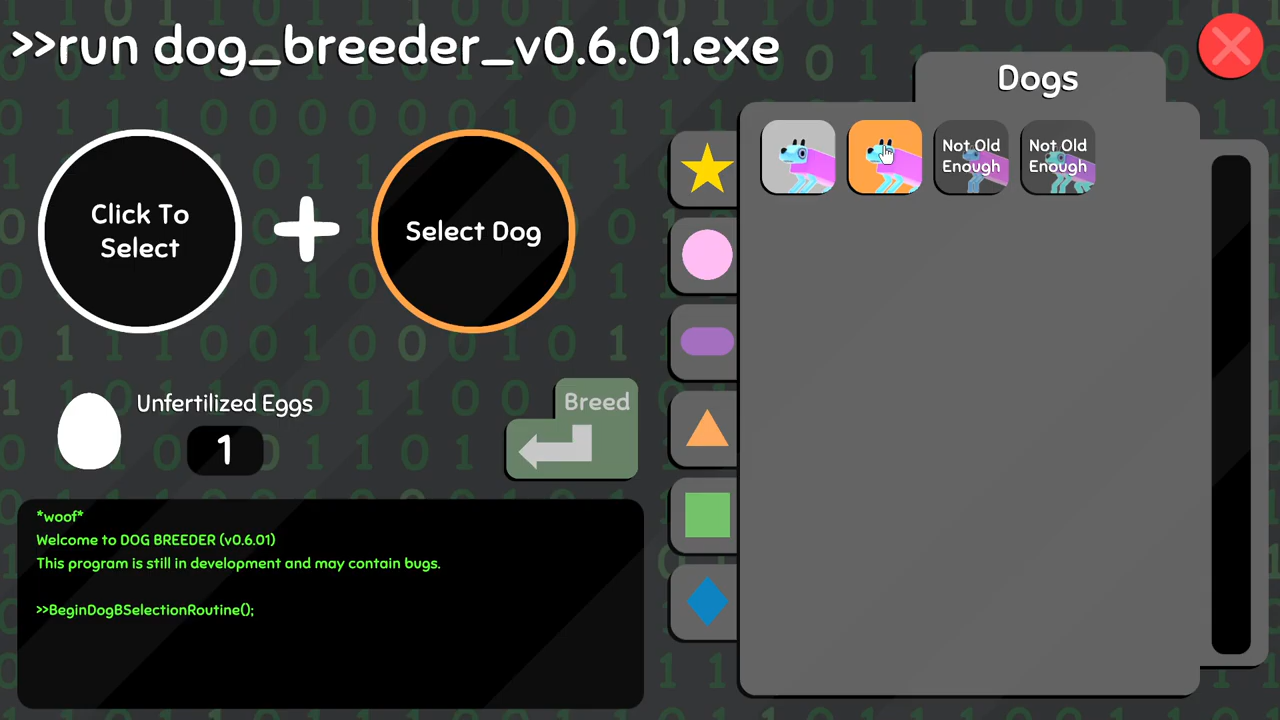 >>run dog_breeder_v0.6.01.exe
Dogs
Click To
Select
Select Dog
Not Old
Enough
Not Old
Enough
Unfertilized Eggs
1
Breed
*woof*
Welcome to DOG BREEDER (v0.6.01)
This program is still in development and may contain bugs.
>>BeginDogBSelectionRoutine();